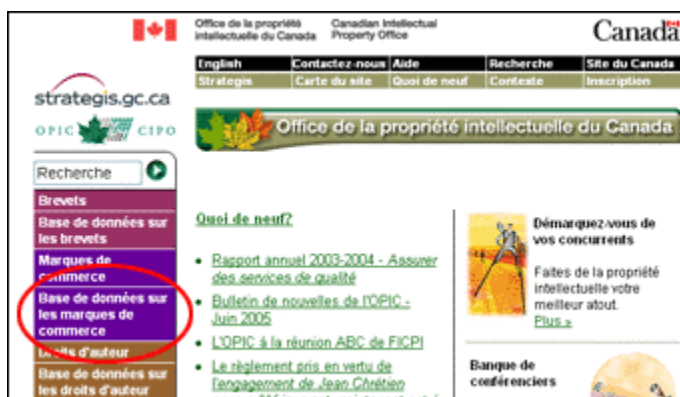 Office de la propriété
intellectuelle du Canada
Canadian Intellectual
Property Office
Canada
English Contactez-nous Aide Recherche Site du Canada
Strategis Carte du site Quoi de neuf Contexte Inscription
strategis.gc.ca
OPIC CIPO
Office de la propriété intellectuelle du Canada
Recherche
Brevets
Base de données sur
les brevets
Marques de
commerce
Base de données sur
les marques de
commerce
Droits d'auteur
Base de données sur
les droits d'auteur
Quoi de neuf?
Rapport annuel 2003-2004 - Assurer
des services de qualité
Bulletin de nouvelles de l'OPIC -
Juin 2005
L'OPIC à la réunion ABC de FICPI
Le règlement pris en vertu de
l'engagement de Jean Chrétien
Démarquez-vous de
vos concurrents
Faites de la propriété
intellectuelle votre
meilleur atout.
Plus »
Banque de
conférenciers